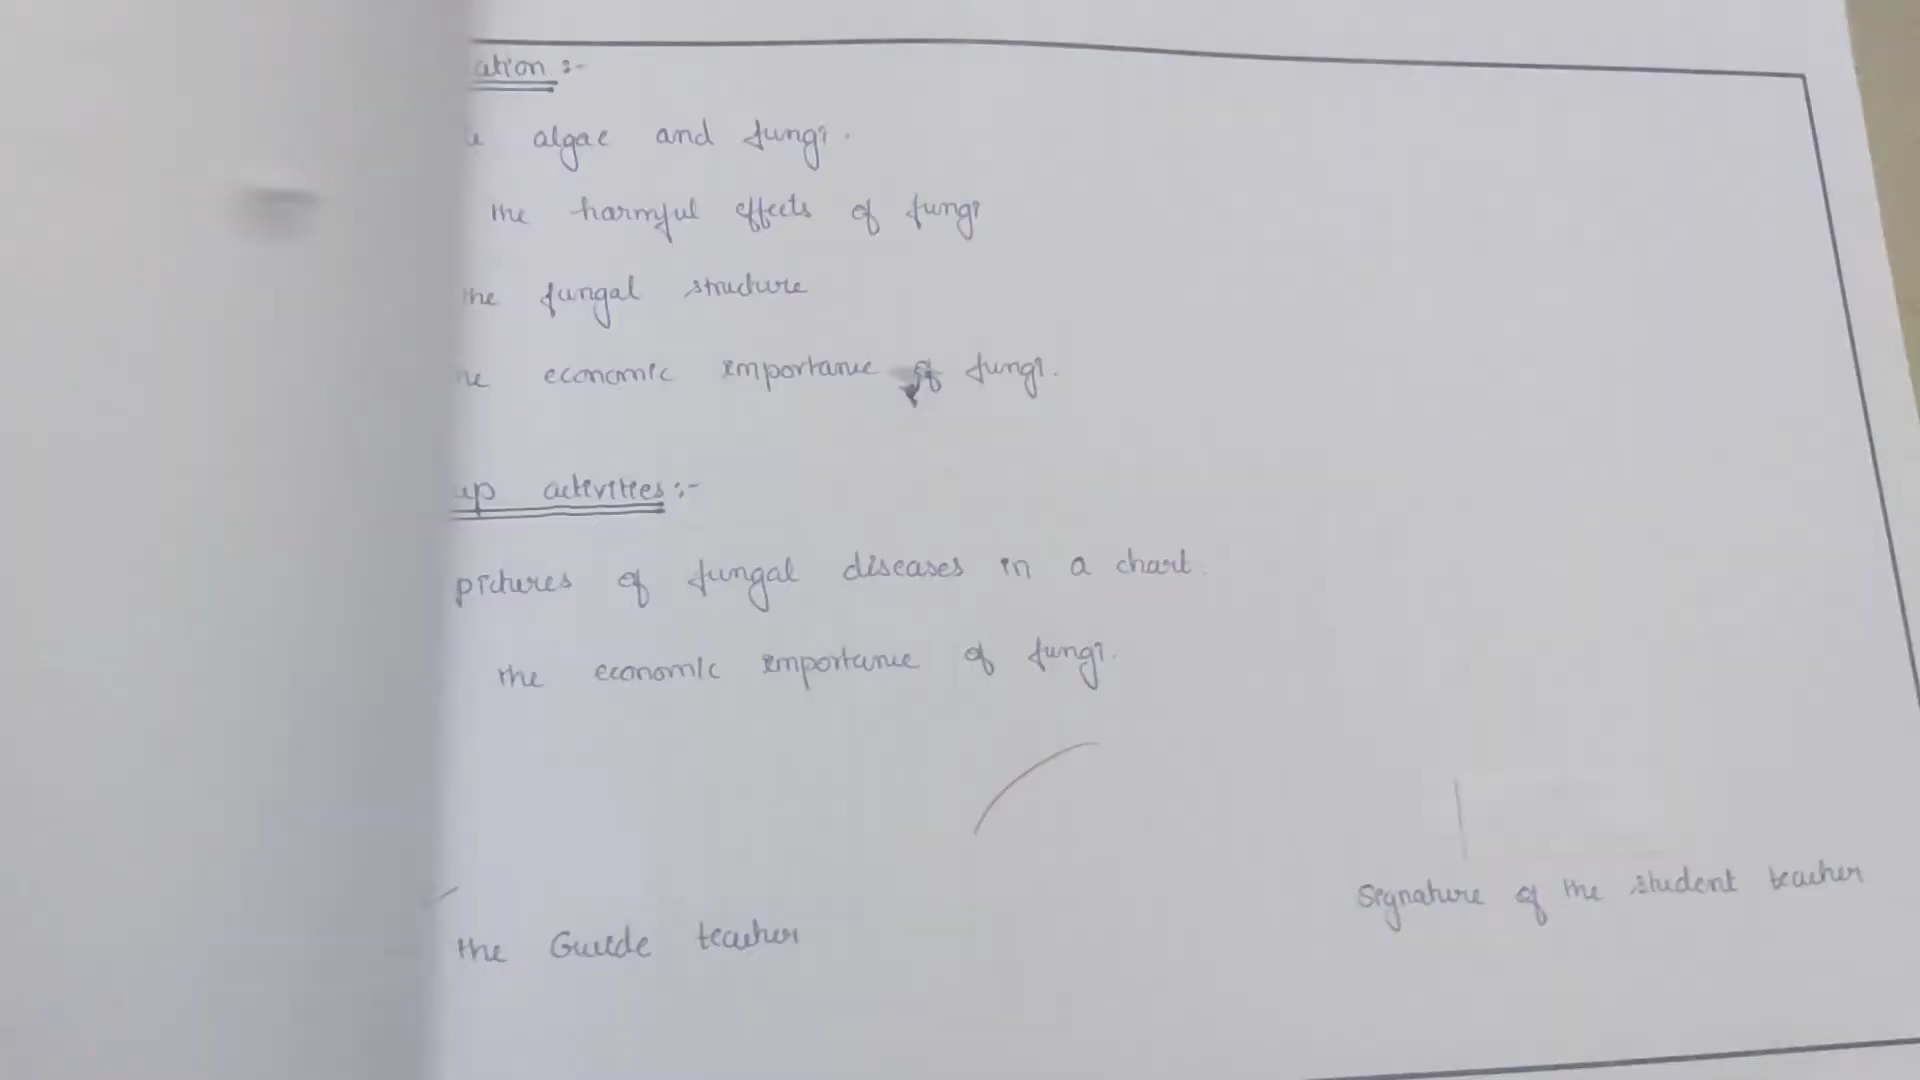 ation :-
algae and fungi.
the harmful effects of fungi
the fungal structure
he economic importance of fungi.
up activities :-
pictures of fungal diseases in a chart.
the economic importance of fungi.
Signature of the student teacher
the Guide teacher